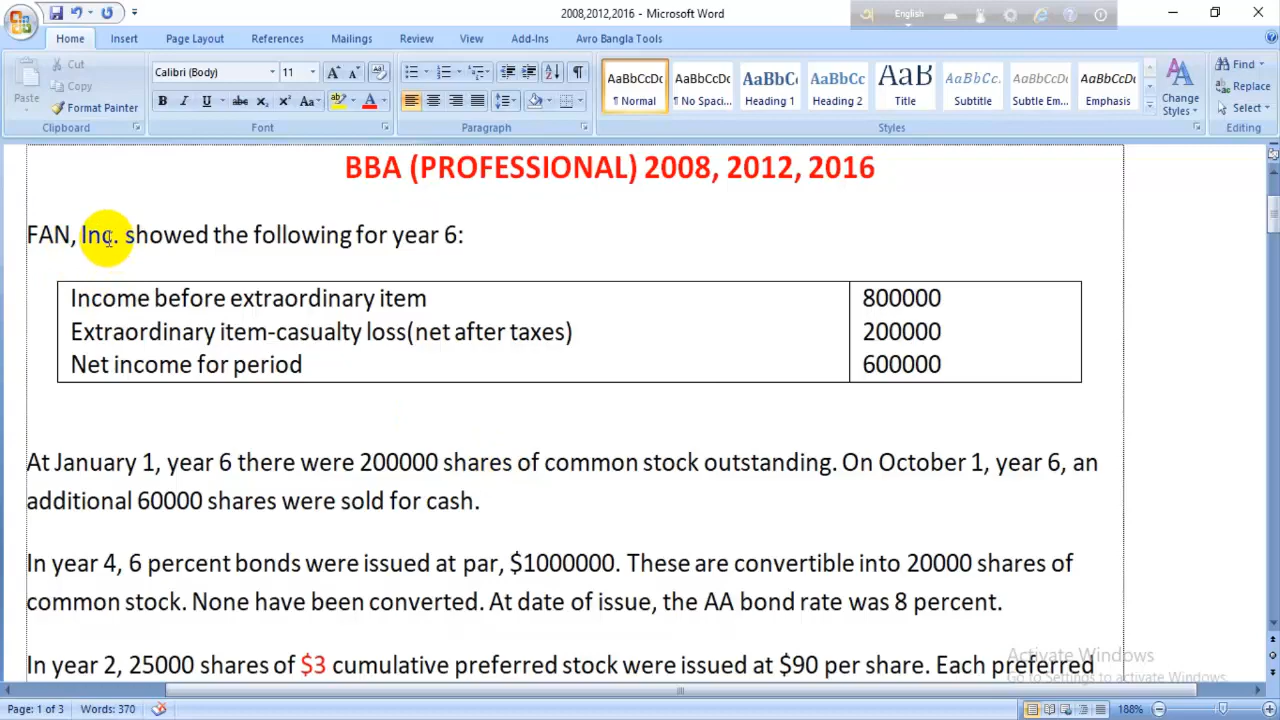 2008,2012,2016 - Microsoft Word
English
Home Insert Page Layout References Mailings Review View Add-Ins Avro Bangla Tools
Paste
Cut
Copy
Format Painter
Clipboard
Calibri (Body) 11
Font
Paragraph
AaBbCcDc ¶ Normal
AaBbCcDc ¶ No Spaci...
AaBbCc Heading 1
AaBbCc Heading 2
AaB Title
AaBbCc. Subtitle
AaBbCcDc Subtle Em...
AaBbCcDc Emphasis
Change Styles
Styles
Find
Replace
Select
Editing
BBA (PROFESSIONAL) 2008, 2012, 2016
FAN, Inc. showed the following for year 6:
Income before extraordinary item 800000
Extraordinary item-casualty loss(net after taxes) 200000
Net income for period 600000
At January 1, year 6 there were 200000 shares of common stock outstanding. On October 1, year 6, an
additional 60000 shares were sold for cash.
In year 4, 6 percent bonds were issued at par, $1000000. These are convertible into 20000 shares of
common stock. None have been converted. At date of issue, the AA bond rate was 8 percent.
In year 2, 25000 shares of $3 cumulative preferred stock were issued at $90 per share. Each preferred
Activate Windows
Go to Settings to activate Windows.
Page: 1 of 3 Words: 370 188%